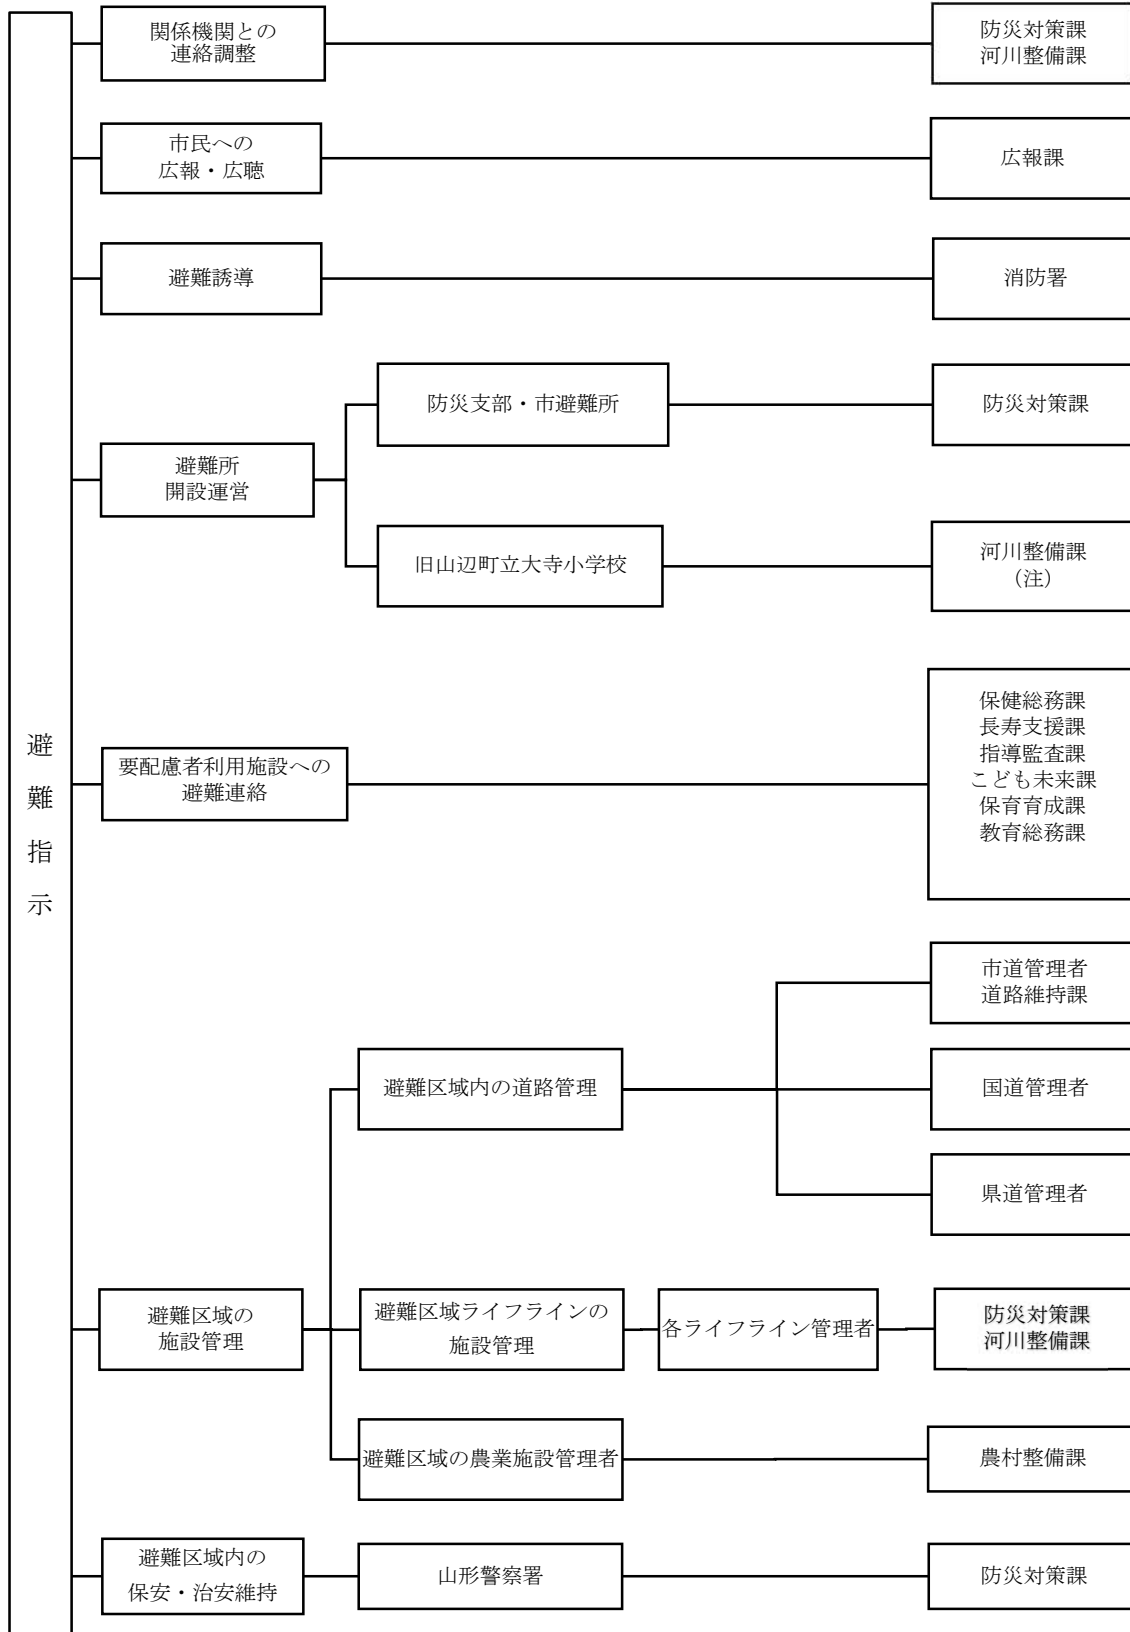 避難指示
関係機関との
連絡調整
防災対策課
河川整備課
市民への
広報・広聴
広報課
避難誘導
消防署
避難所
開設運営
防災支部・市避難所
防災対策課
旧山辺町立大寺小学校
河川整備課
（注）
要配慮者利用施設への
避難連絡
保健総務課
長寿支援課
指導監査課
こども未来課
保育育成課
教育総務課
避難区域の
施設管理
避難区域内の道路管理
市道管理者
道路維持課
国道管理者
県道管理者
避難区域ライフラインの
施設管理
各ライフライン管理者
防災対策課
河川整備課
避難区域の農業施設管理者
農村整備課
避難区域内の
保安・治安維持
山形警察署
防災対策課